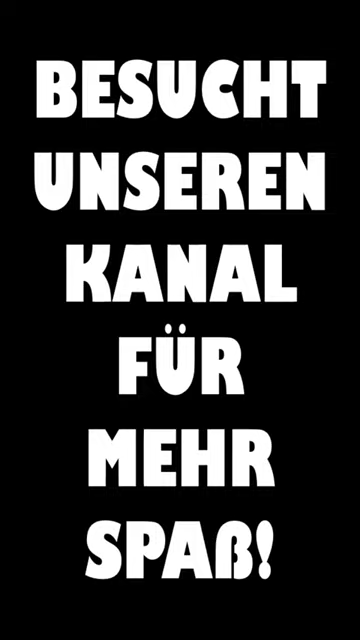 BESUCHT
UNSEREN
KANAL
FÜR
MEHR
SPAß!